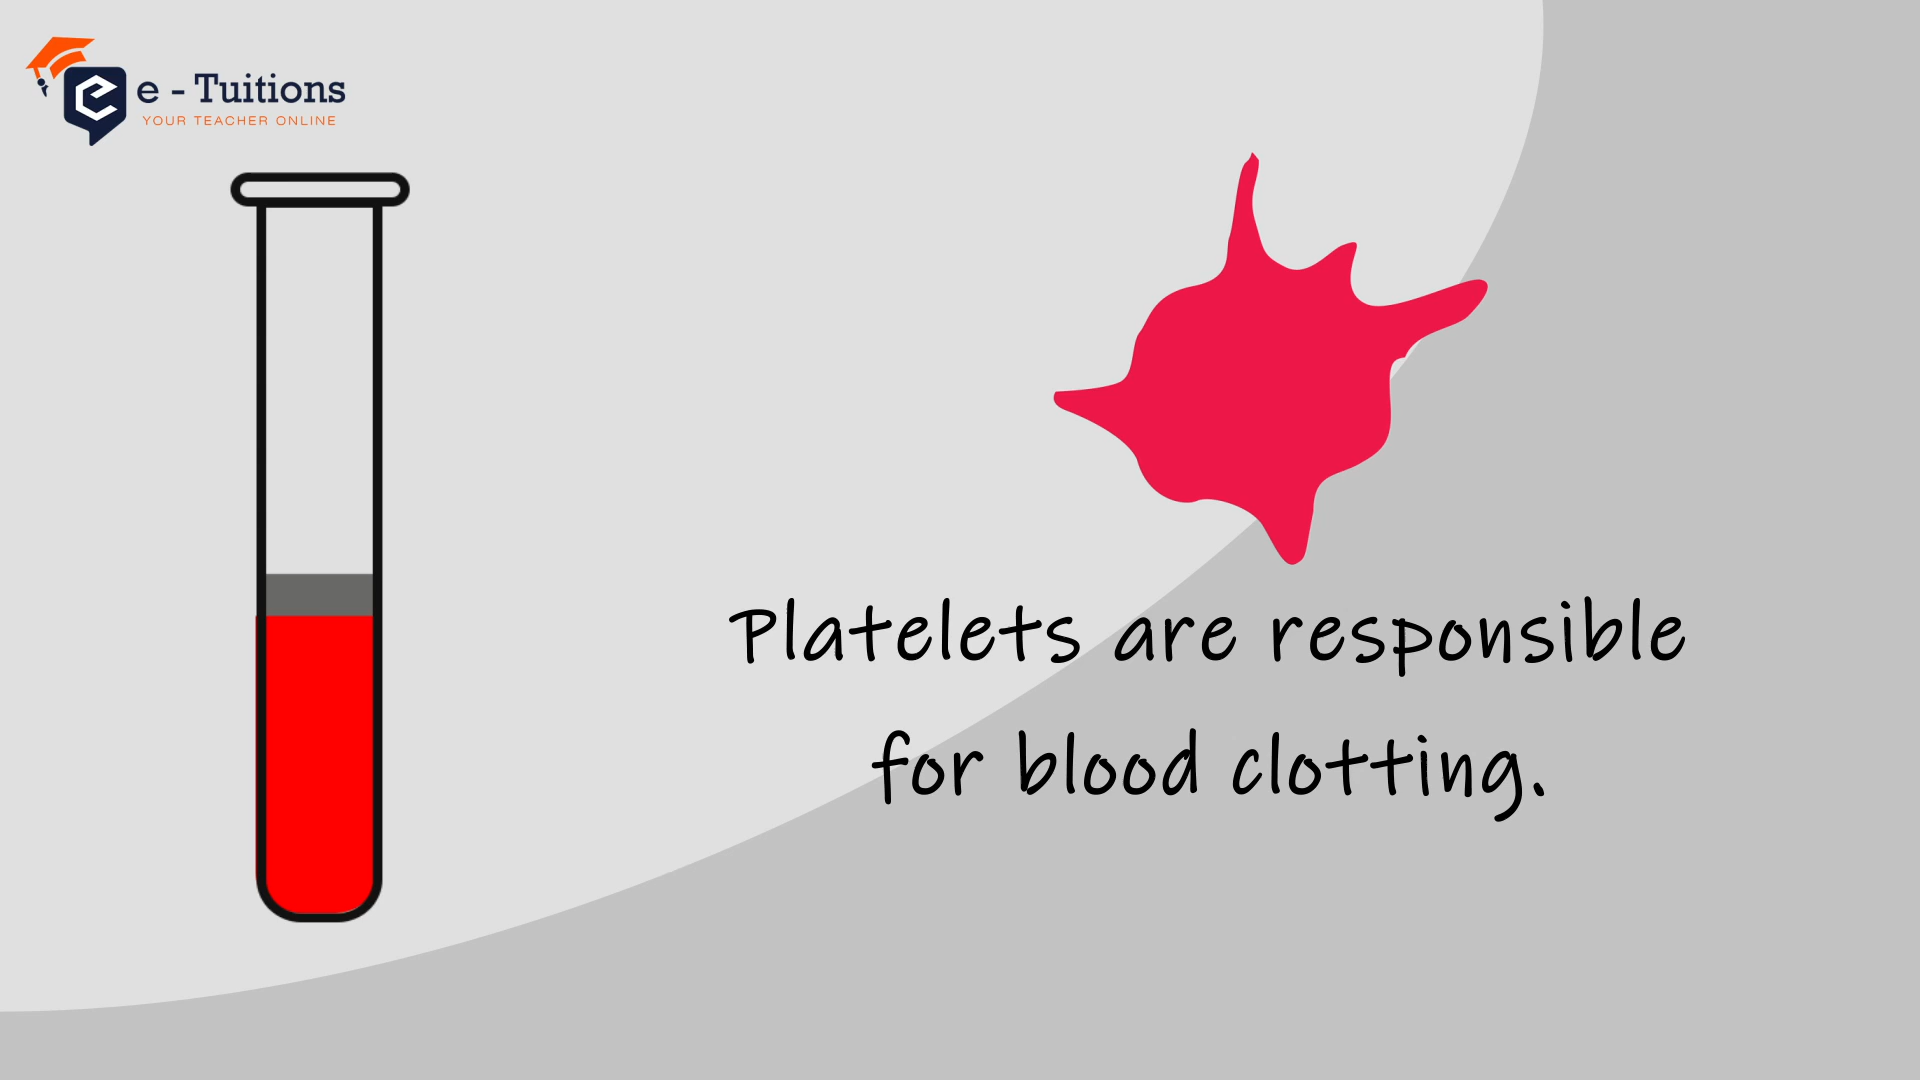 e - Tuitions
YOUR TEACHER ONLINE
Platelets are responsible
for blood clotting.